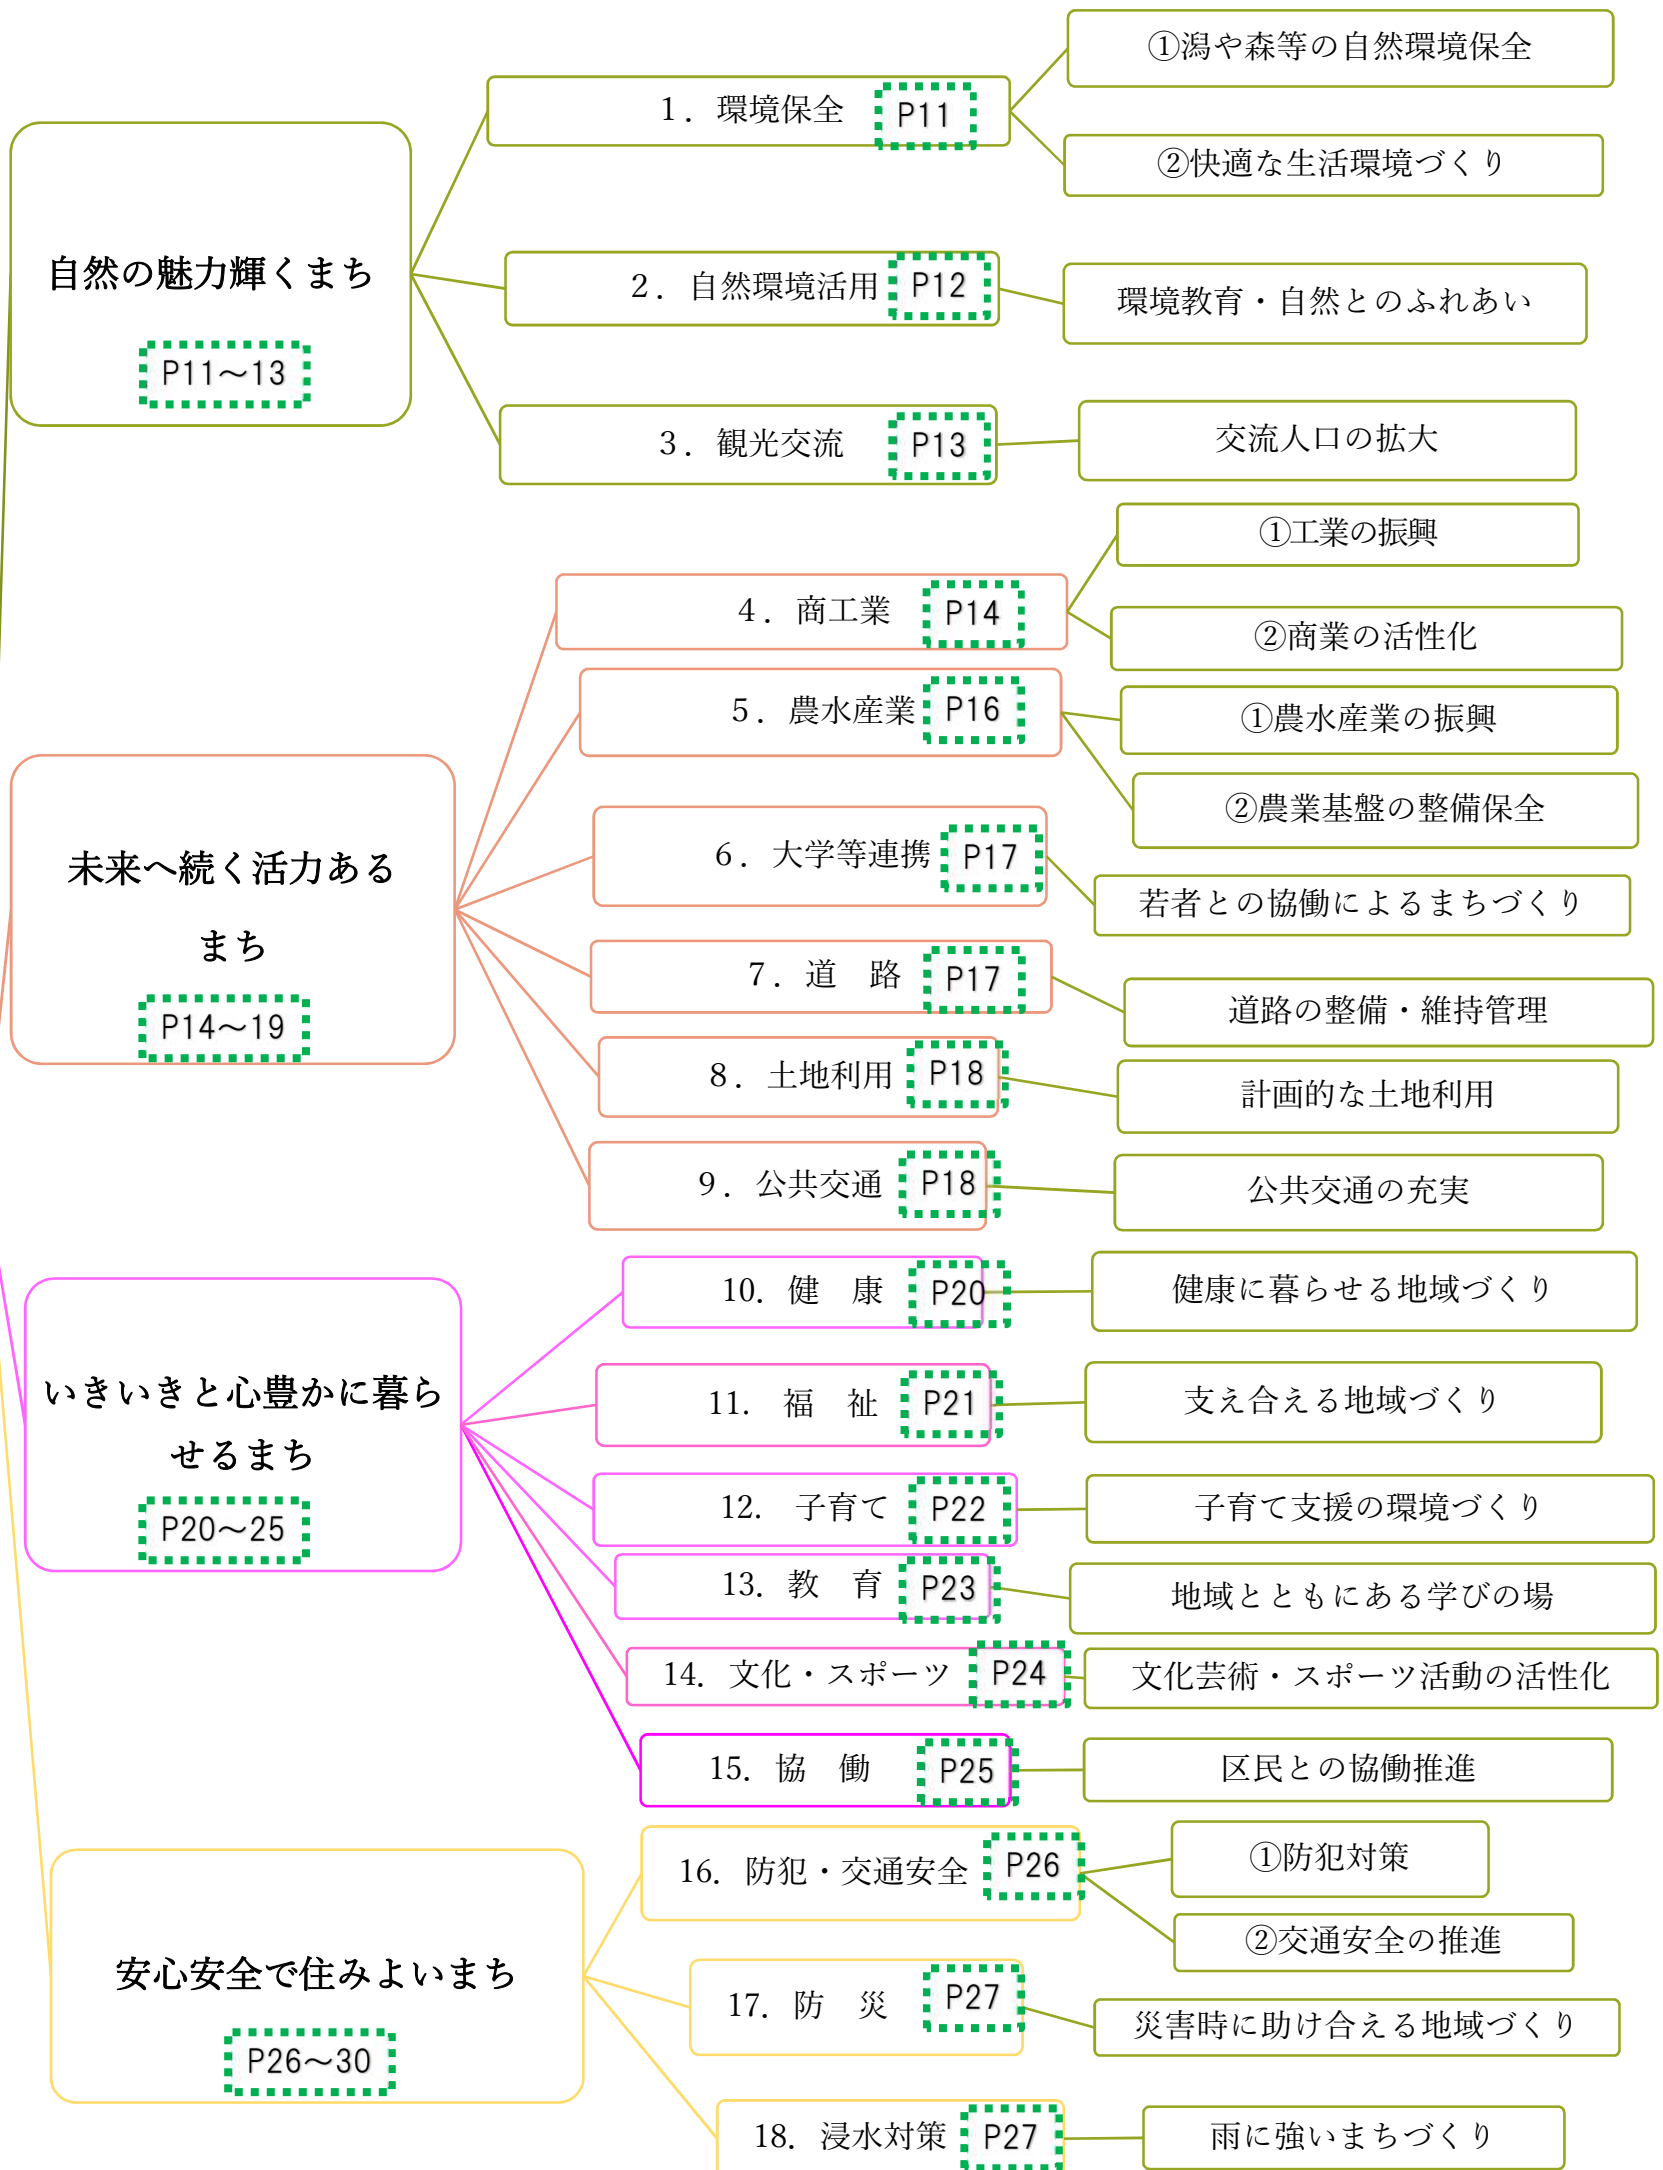 自然の魅力輝くまち
P11～13
1．環境保全 P11
①潟や森等の自然環境保全
②快適な生活環境づくり
2．自然環境活用 P12
環境教育・自然とのふれあい
3．観光交流 P13
交流人口の拡大
未来へ続く活力ある
まち
P14～19
4．商工業 P14
①工業の振興
②商業の活性化
5．農水産業 P16
①農水産業の振興
②農業基盤の整備保全
6．大学等連携 P17
若者との協働によるまちづくり
7．道　路 P17
道路の整備・維持管理
8．土地利用 P18
計画的な土地利用
9．公共交通 P18
公共交通の充実
いきいきと心豊かに暮ら
せるまち
P20～25
10．健　康 P20
健康に暮らせる地域づくり
11．福　祉 P21
支え合える地域づくり
12．子育て P22
子育て支援の環境づくり
13．教　育 P23
地域とともにある学びの場
14．文化・スポーツ P24
文化芸術・スポーツ活動の活性化
15．協　働 P25
区民との協働推進
安心安全で住みよいまち
P26～30
16．防犯・交通安全 P26
①防犯対策
②交通安全の推進
17．防　災 P27
災害時に助け合える地域づくり
18．浸水対策 P27
雨に強いまちづくり